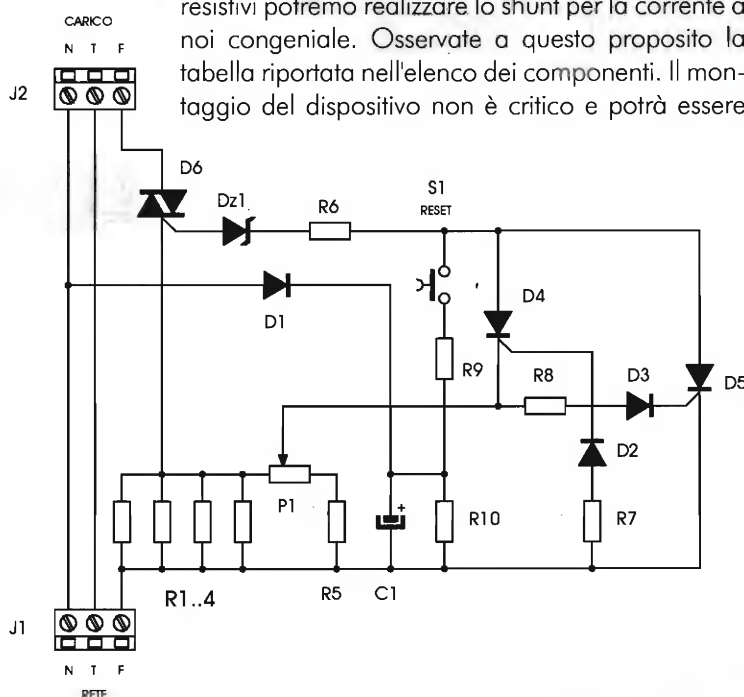 resistivi potremo realizzare lo shunt per la corrente a
noi congeniale. Osservate a questo proposito la
tabella riportata nell'elenco dei componenti. Il mon-
taggio del dispositivo non è critico e potrà essere
CARICO
N T F
J2
D6
Dz1
R6
S1
RESET
D1
D4
R9
R8
D3
D5
D2
P1
R10
R7
R1..4
R5
C1
+
J1
N T F
RETE